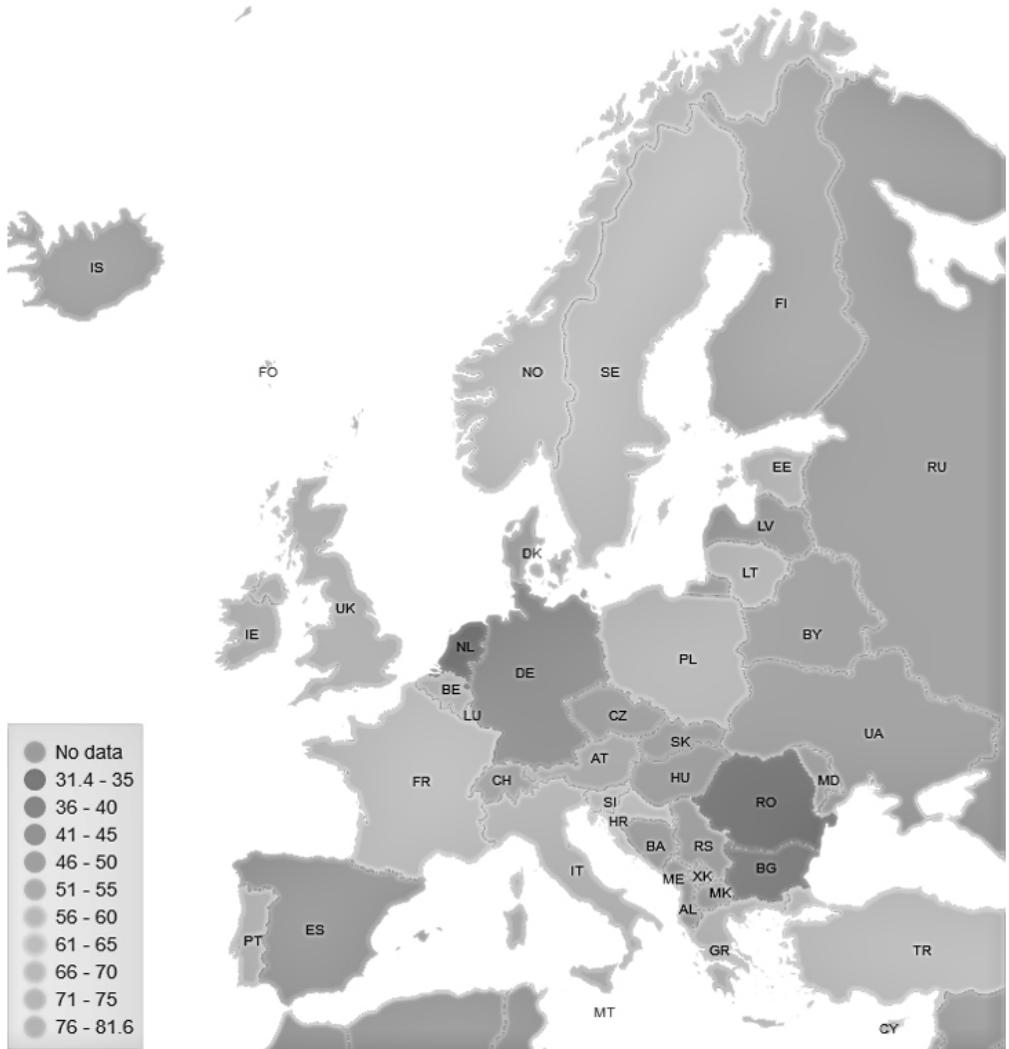 IS
FI
FO
NO
SE
EE
RU
LV
DK
LT
UK
IE
BY
NL
PL
DE
BE
LU
CZ
UA
SK
AT
No data
CH
HU
MD
31.4 - 35
FR
SI
RO
36 - 40
HR
41 - 45
BA
RS
46 - 50
IT
ME
XK
BG
51 - 55
MK
AL
56 - 60
ES
PT
GR
TR
61 - 65
66 - 70
71 - 75
MT
76 - 81.6
CY